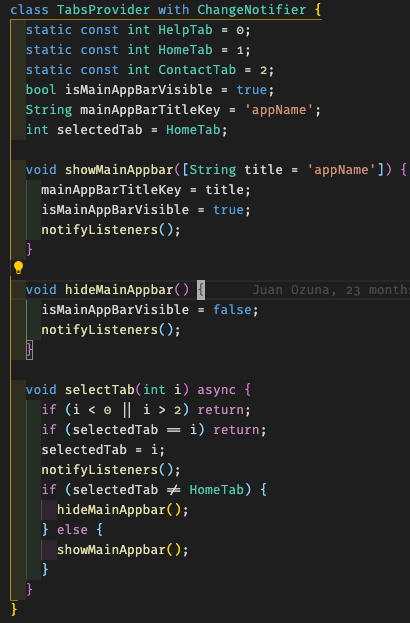 class TabsProvider with ChangeNotifier {
  static const int HelpTab = 0;
  static const int HomeTab = 1;
  static const int ContactTab = 2;
  bool isMainAppBarVisible = true;
  String mainAppBarTitleKey = 'appName';
  int selectedTab = HomeTab;

  void showMainAppbar([String title = 'appName']) {
    mainAppBarTitleKey = title;
    isMainAppBarVisible = true;
    notifyListeners();
  }

  void hideMainAppbar() {      Juan Ozuna, 23 months
    isMainAppBarVisible = false;
    notifyListeners();
  }

  void selectTab(int i) async {
    if (i < 0 || i > 2) return;
    if (selectedTab == i) return;
    selectedTab = i;
    notifyListeners();
    if (selectedTab != HomeTab) {
      hideMainAppbar();
    } else {
      showMainAppbar();
    }
  }
}